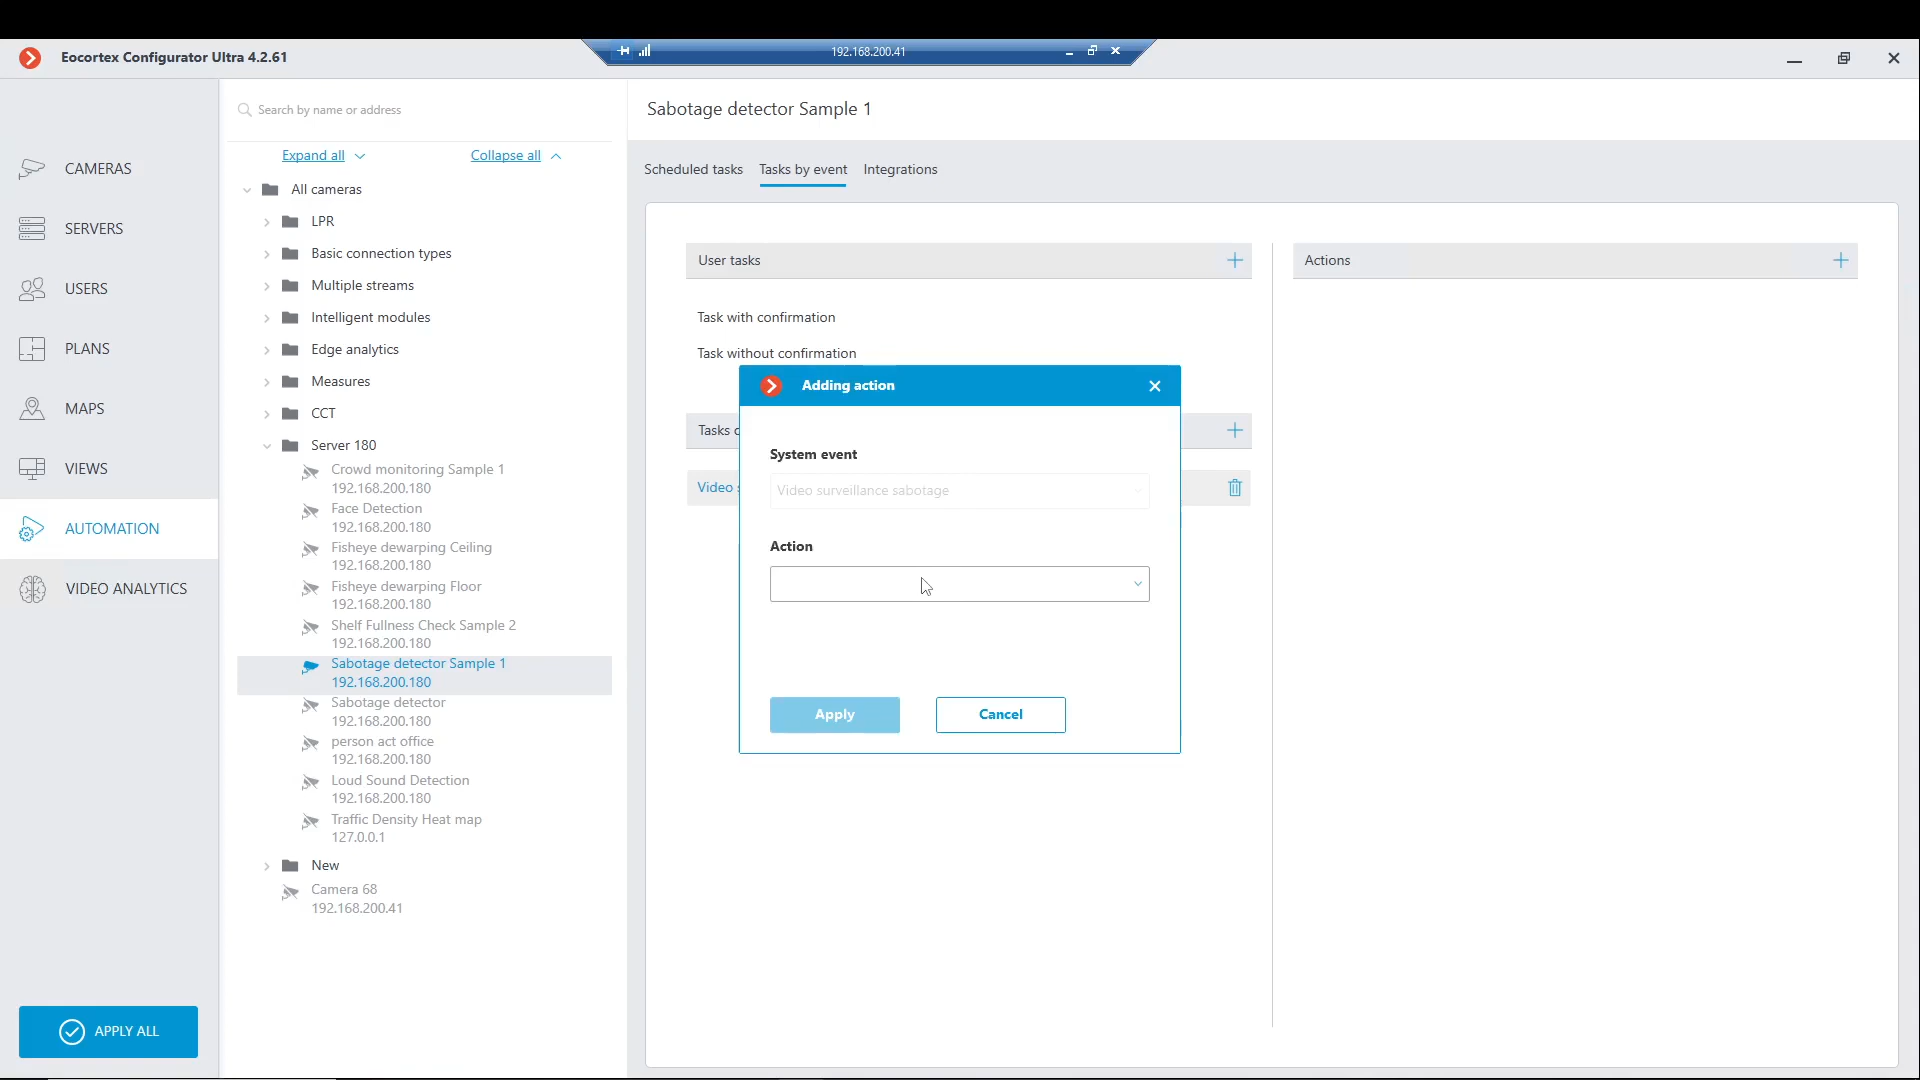 192.168.200.41
Eocortex Configurator Ultra 4.2.61
Search by name or address
Sabotage detector Sample 1
Expand all
Collapse all
Scheduled tasks
Tasks by event
Integrations
CAMERAS
SERVERS
USERS
PLANS
MAPS
VIEWS
AUTOMATION
VIDEO ANALYTICS
APPLY ALL
All cameras
LPR
Basic connection types
Multiple streams
Intelligent modules
Edge analytics
Measures
CCT
Server 180
Crowd monitoring Sample 1
192.168.200.180
Face Detection
192.168.200.180
Fisheye dewarping Ceiling
192.168.200.180
Fisheye dewarping Floor
192.168.200.180
Shelf Fullness Check Sample 2
192.168.200.180
Sabotage detector Sample 1
192.168.200.180
Sabotage detector
192.168.200.180
person act office
192.168.200.180
Loud Sound Detection
192.168.200.180
Traffic Density Heat map
127.0.0.1
New
Camera 68
192.168.200.41
User tasks
Task with confirmation
Task without confirmation
Tasks
Video
Actions
Adding action
System event
Video surveillance sabotage
Action
Apply
Cancel